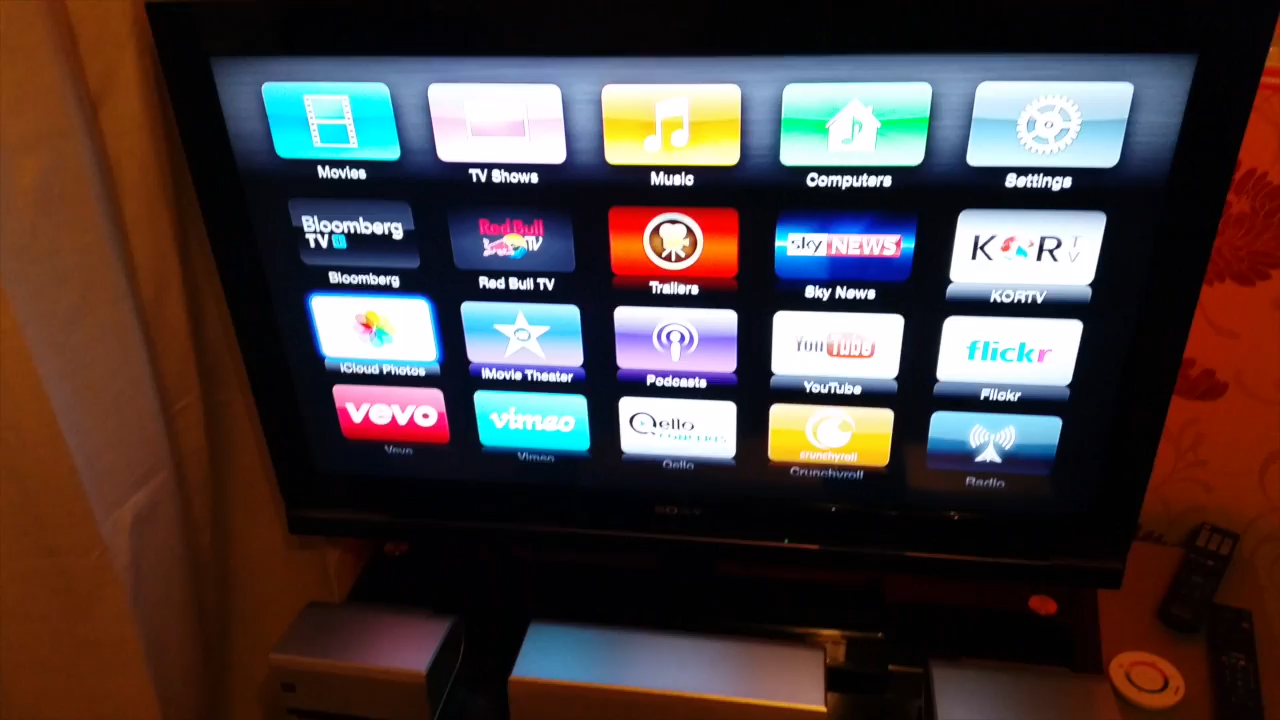 Movies
TV Shows
Music
Computers
Settings
Bloomberg
TV
Bloomberg
Red Bull
TV
Red Bull TV
Trailers
sky NEWS
Sky News
KORTV
KORTV
iCloud Photos
iMovie Theater
Podcasts
YouTube
YouTube
flickr
Flickr
vevo
Vevo
vimeo
Vimeo
Qello
CONCERTS
Qello
crunchyroll
Crunchyroll
Radio
SONY